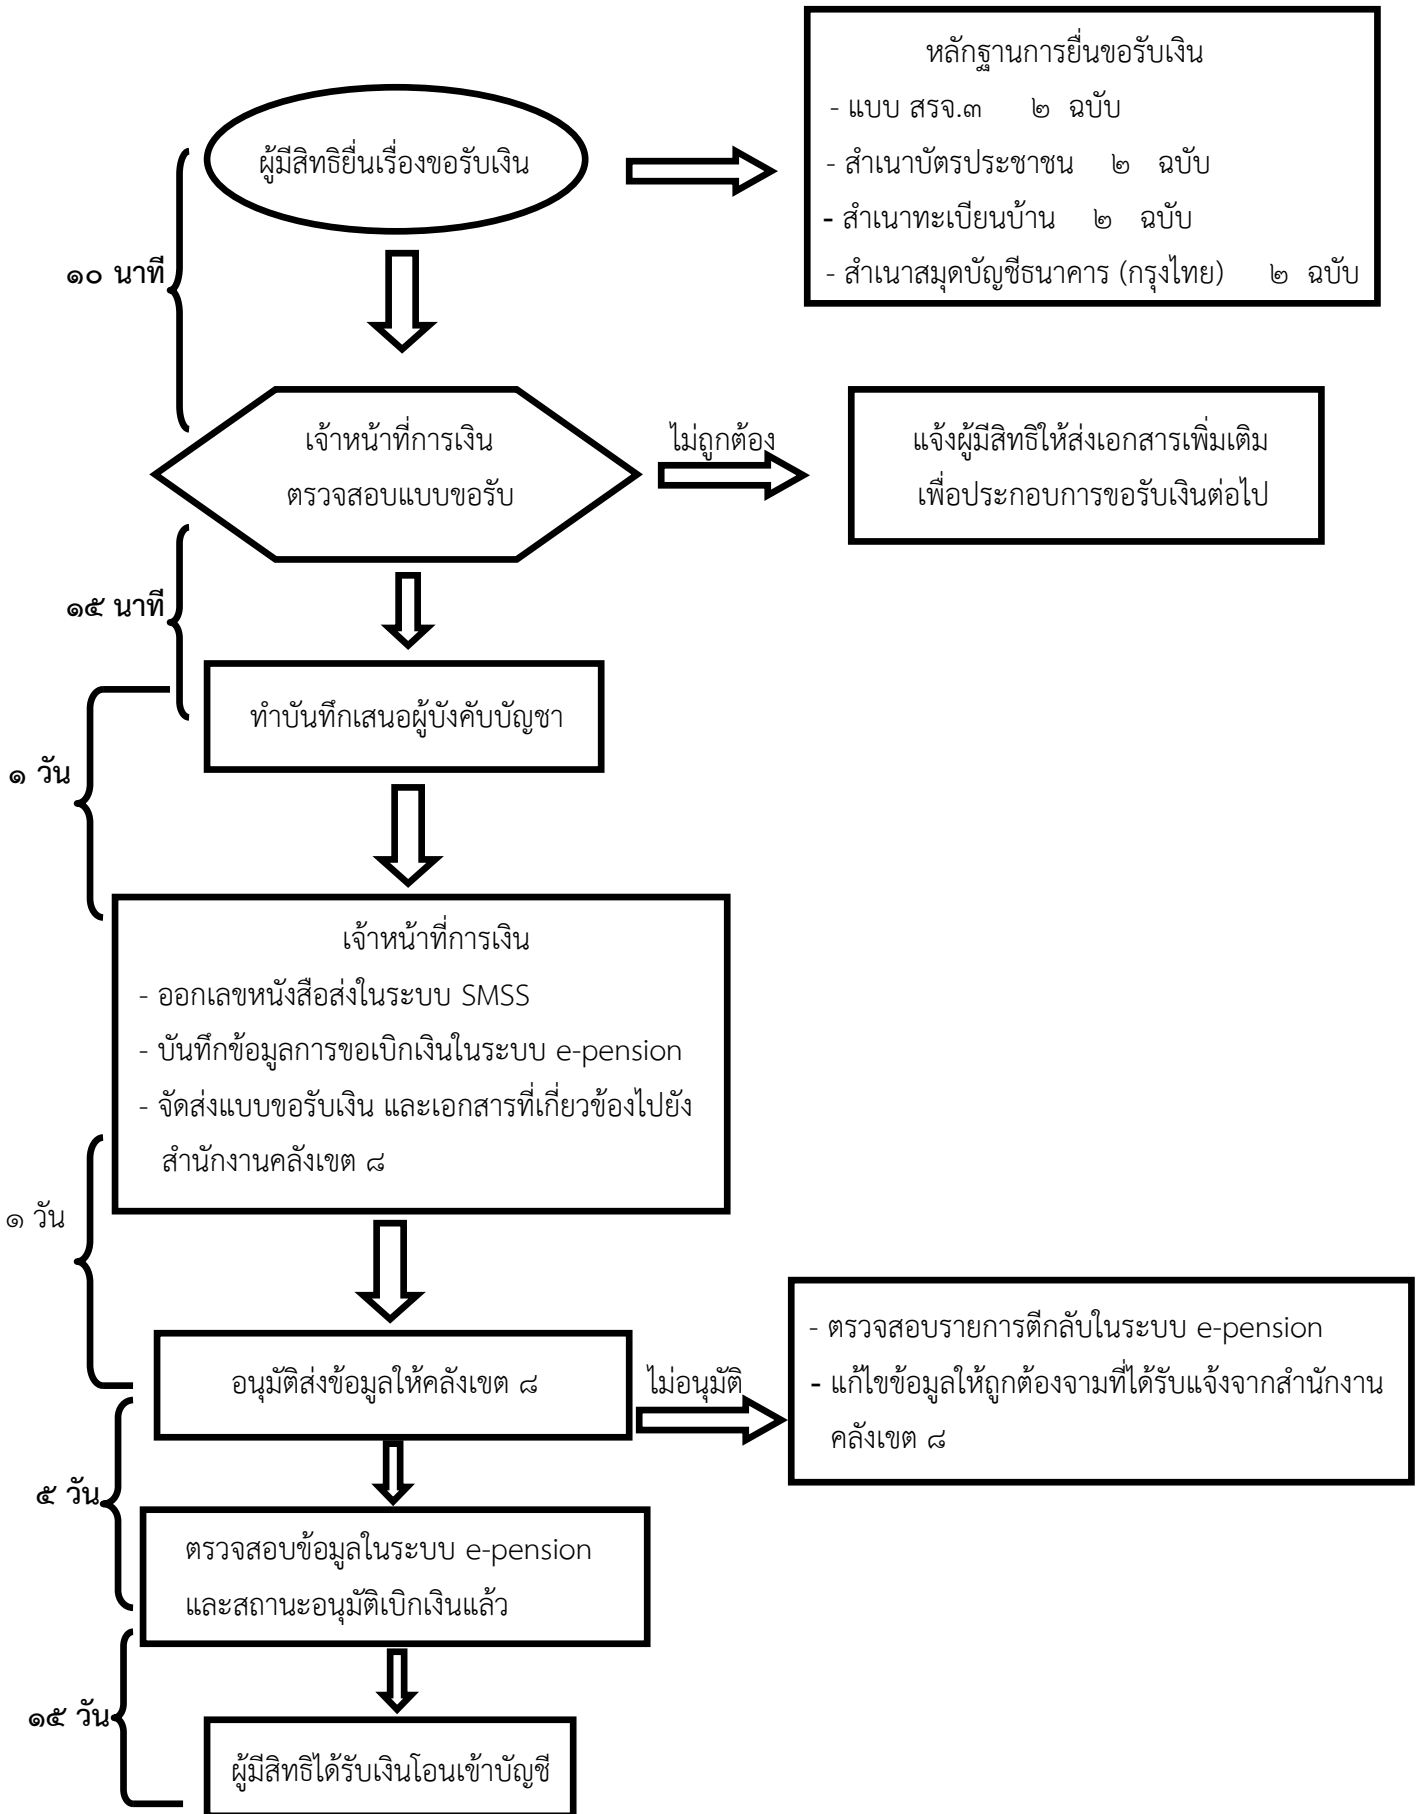 หลักฐานการยื่นขอรับเงิน
- แบบ สรจ.๓ ๒ ฉบับ
- สำเนาบัตรประชาชน ๒ ฉบับ
- สำเนาทะเบียนบ้าน ๒ ฉบับ
- สำเนาสมุดบัญชีธนาคาร (กรุงไทย) ๒ ฉบับ
ผู้มีสิทธิยื่นเรื่องขอรับเงิน
๑๐ นาที
เจ้าหน้าที่การเงิน
ตรวจสอบแบบขอรับ
ไม่ถูกต้อง
แจ้งผู้มีสิทธิให้ส่งเอกสารเพิ่มเติม
เพื่อประกอบการขอรับเงินต่อไป
๑๕ นาที
ทำบันทึกเสนอผู้บังคับบัญชา
๑ วัน
เจ้าหน้าที่การเงิน
- ออกเลขหนังสือส่งในระบบ SMSS
- บันทึกข้อมูลการขอเบิกเงินในระบบ e-pension
- จัดส่งแบบขอรับเงิน และเอกสารที่เกี่ยวข้องไปยัง
สำนักงานคลังเขต ๘
๑ วัน
อนุมัติส่งข้อมูลให้คลังเขต ๘
ไม่อนุมัติ
- ตรวจสอบรายการตีกลับในระบบ e-pension
- แก้ไขข้อมูลให้ถูกต้องจามที่ได้รับแจ้งจากสำนักงาน
คลังเขต ๘
๕ วัน
ตรวจสอบข้อมูลในระบบ e-pension
และสถานะอนุมัติเบิกเงินแล้ว
๑๕ วัน
ผู้มีสิทธิได้รับเงินโอนเข้าบัญชี